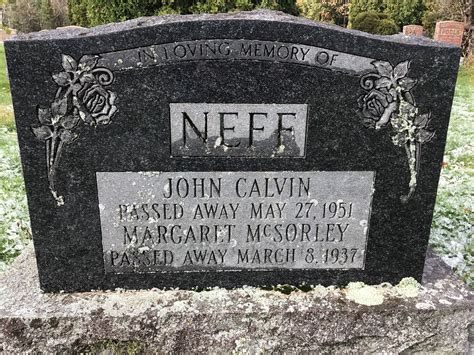 IN LOVING MEMORY OF
NEFF
JOHN CALVIN
PASSED AWAY MAY 27, 1951
MARGARET MCSORLEY
PASSED AWAY MARCH 8, 1937